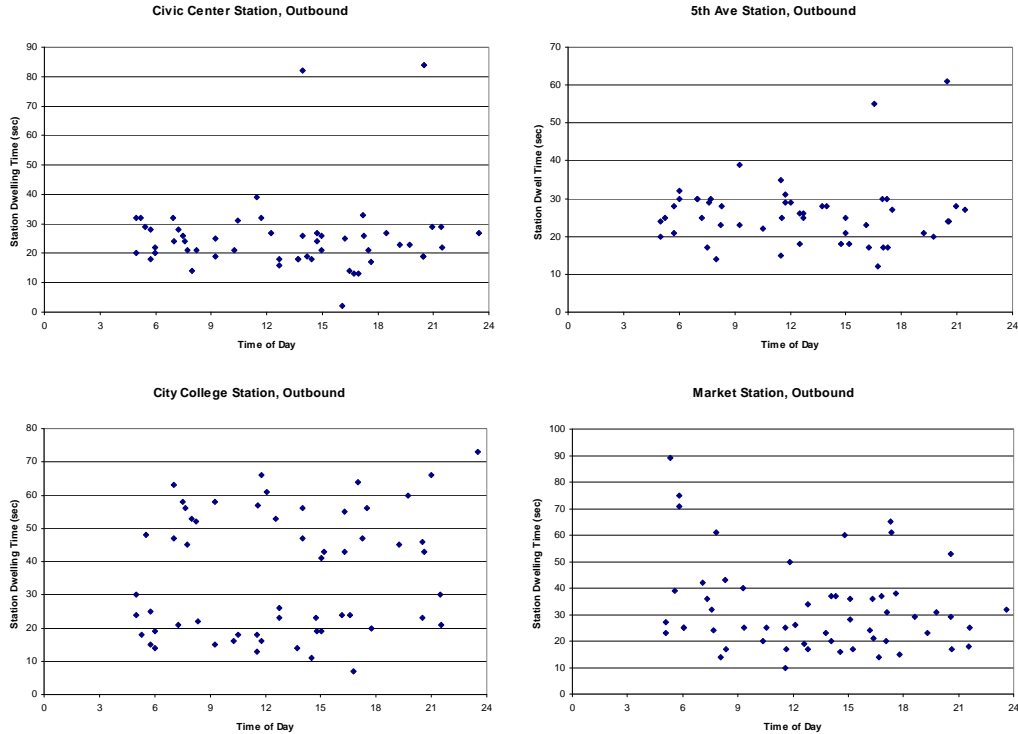 Civic Center Station, Outbound
Station Dwelling Time (sec)
90
80
70
60
50
40
30
20
10
0
0 3 6 9 12 15 18 21 24
Time of Day
5th Ave Station, Outbound
Station Dwell Time (sec)
70
60
50
40
30
20
10
0
0 3 6 9 12 15 18 21 24
Time of Day
City College Station, Outbound
Station Dwelling Time (sec)
80
70
60
50
40
30
20
10
0
0 3 6 9 12 15 18 21 24
Time of Day
Market Station, Outbound
Station Dwelling Time (sec)
100
90
80
70
60
50
40
30
20
10
0
0 3 6 9 12 15 18 21 24
Time of Day